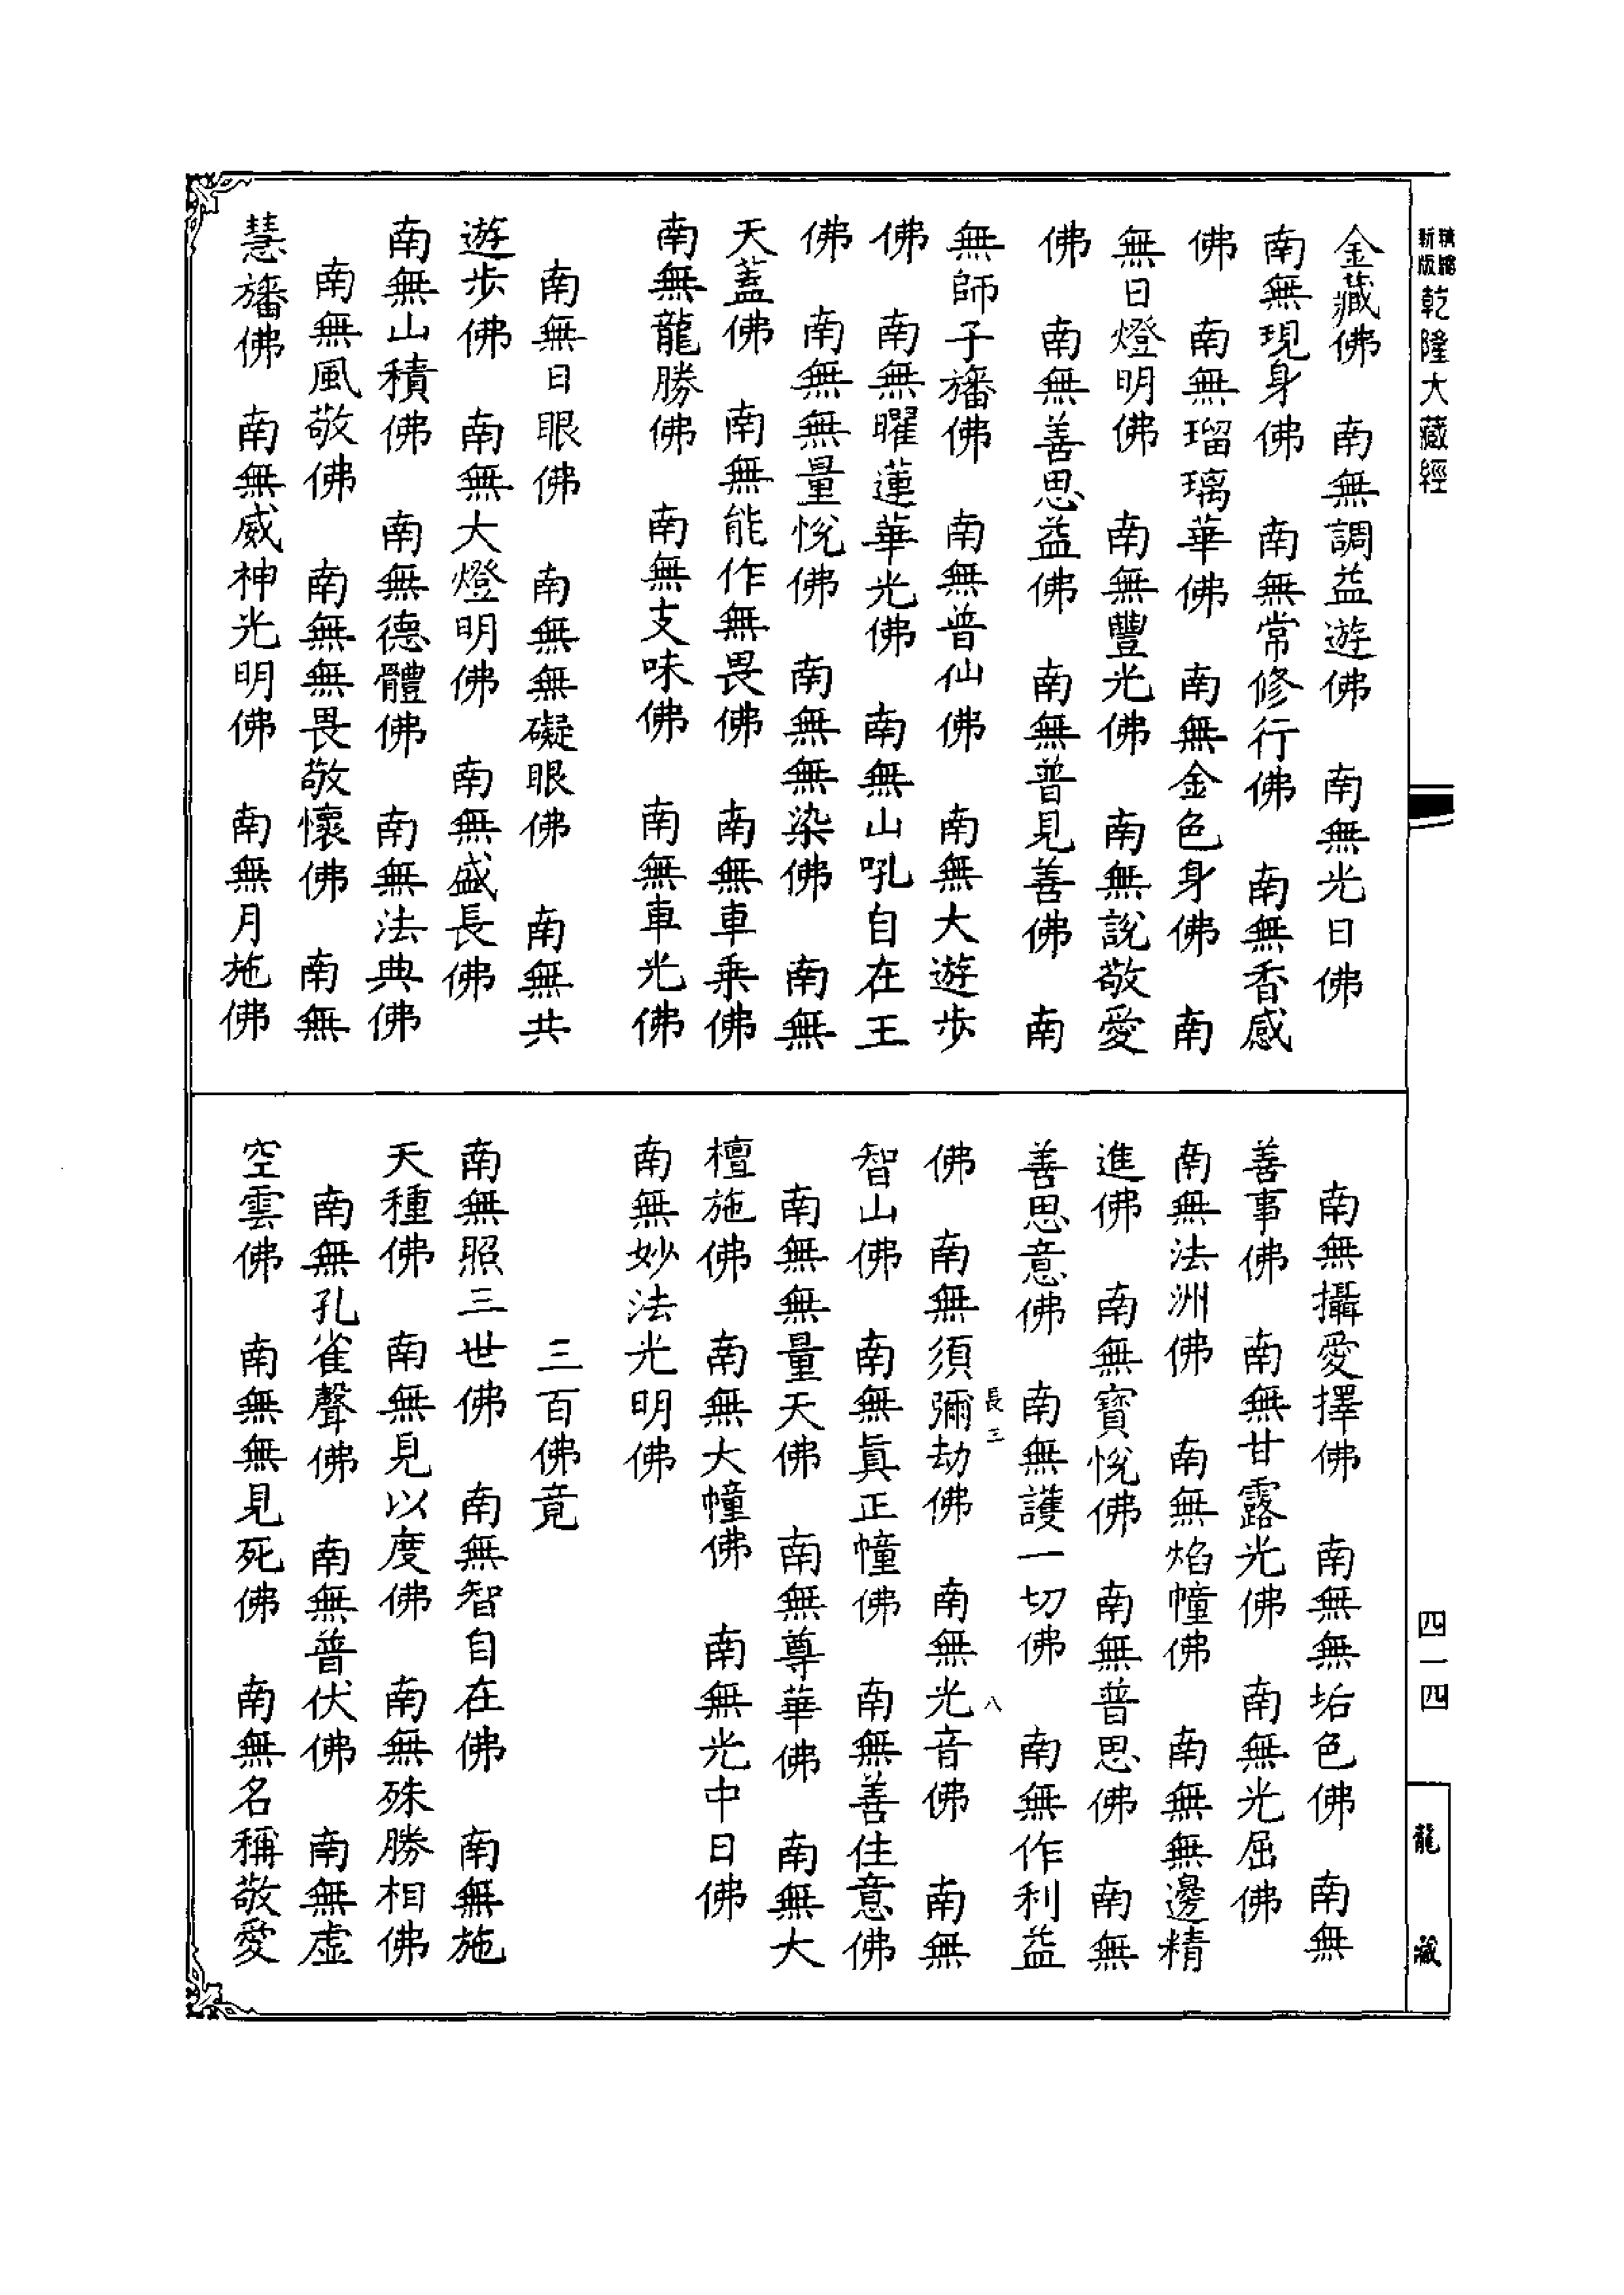 新版 乾隆大藏經
四一四
龍藏
金藏佛　南無調益遊佛　南無光日佛
南無現身佛　南無常修行佛　南無香感
佛　南無瑠璃華佛　南無金色身佛　南
無日燈明佛　南無豐光佛　南無說敬愛
佛　南無善思益佛　南無普見善佛　南
無師子旛佛　南無普仙佛　南無大遊步
佛　南無曜蓮華光佛　南無山吼自在王
佛　南無無量悅佛　南無無染佛　南無
天蓋佛　南無能作無畏佛　南無車乘佛
南無龍勝佛　南無支味佛　南無車光佛
南無日眼佛　南無無礙眼佛　南無共
遊步佛　南無大燈明佛　南無盛長佛
南無山積佛　南無德體佛　南無法典佛
南無風敬佛　南無無畏敬懷佛　南無
慧旛佛　南無威神光明佛　南無月施佛
南無攝愛擇佛　南無無垢色佛　南無
善事佛　南無甘露光佛　南無光屈佛
南無法洲佛　南無焰幢佛　南無無邊精
進佛　南無寶悅佛　南無普思佛　南無
善思意佛　南無護一切佛　南無作利益
長三　八
佛　南無須彌劫佛　南無光音佛　南無
智山佛　南無眞正幢佛　南無善住意佛
南無無量天佛　南無尊華佛　南無大
檀施佛　南無大幢佛　南無光中日佛
南無妙法光明佛
三百佛竟
南無照三世佛　南無智自在佛　南無施
天種佛　南無見以度佛　南無殊勝相佛
南無孔雀聲佛　南無普伏佛　南無虛
空雲佛　南無無見死佛　南無名稱敬愛